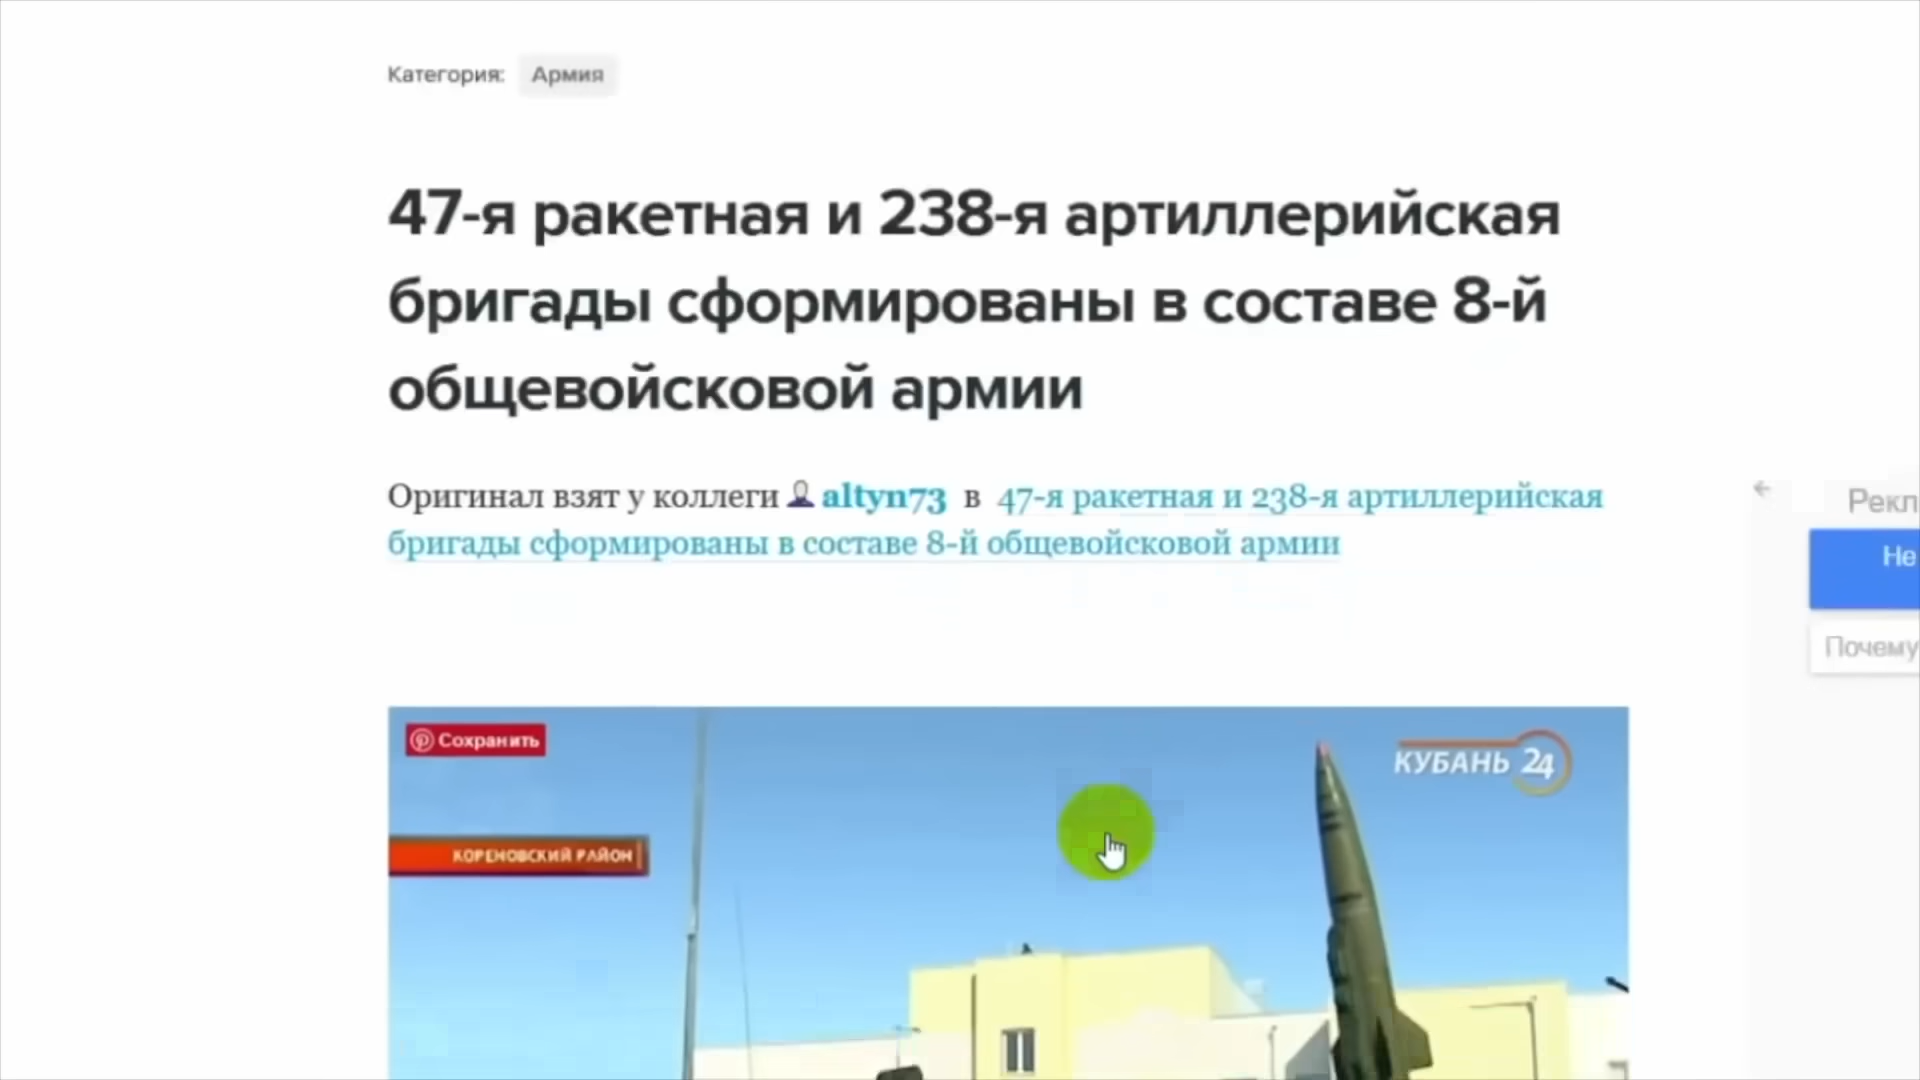 Категория: Армия
47-я ракетная и 238-я артиллерийская
бригады сформированы в составе 8-й
общевойсковой армии
Оригинал взят у коллеги altyn73 в 47-я ракетная и 238-я артиллерийская
бригады сформированы в составе 8-й общевойсковой армии
Рекл
Не
Почему
Сохранить
КУБАНЬ 24
КОРЕНОВСКИЙ РАЙОН